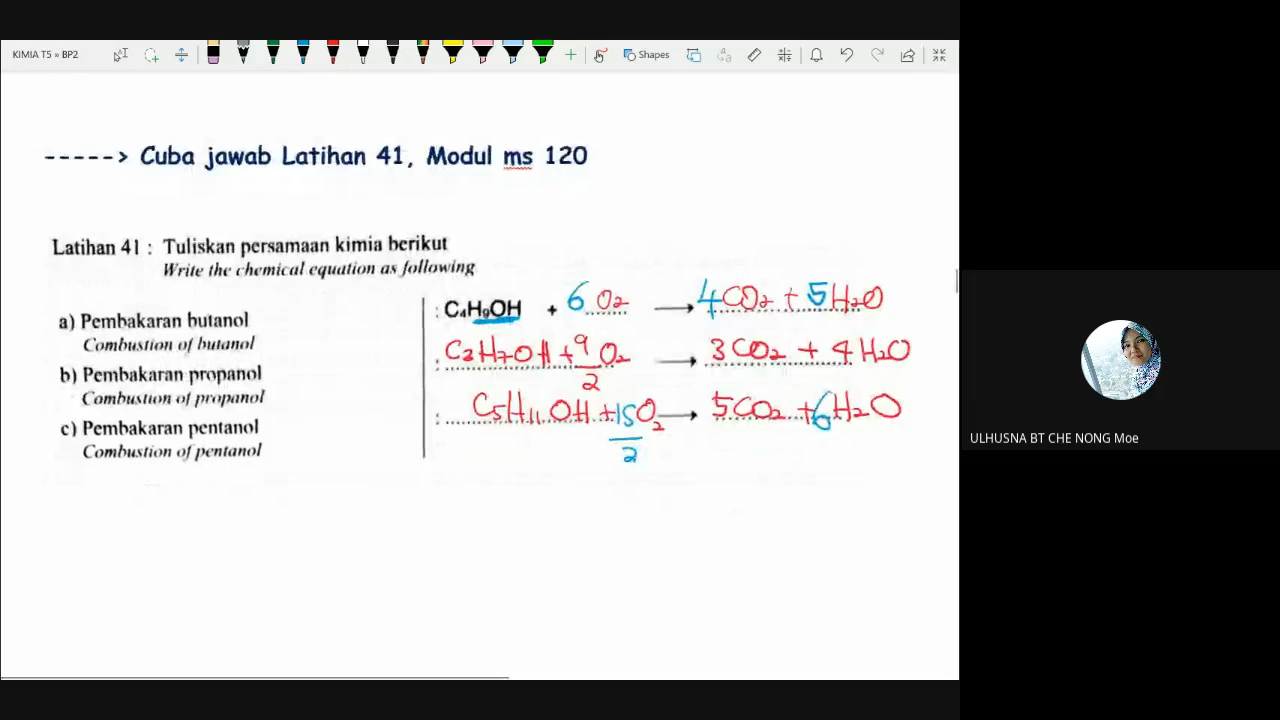 KIMIA T5 » BP2
Shapes
-----> Cuba jawab Latihan 41, Modul ms 120
Latihan 41 : Tuliskan persamaan kimia berikut
Write the chemical equation as following
a) Pembakaran butanol : C₄H₉OH + 6 O₂ → 4CO₂ + 5H₂O
Combustion of butanol
b) Pembakaran propanol : C₃H₇OH + 9/2 O₂ → 3CO₂ + 4H₂O
Combustion of propanol
c) Pembakaran pentanol : C₅H₁₁OH + 15/2 O₂ → 5CO₂ + 6H₂O
Combustion of pentanol
ULHUSNA BT CHE NONG Moe